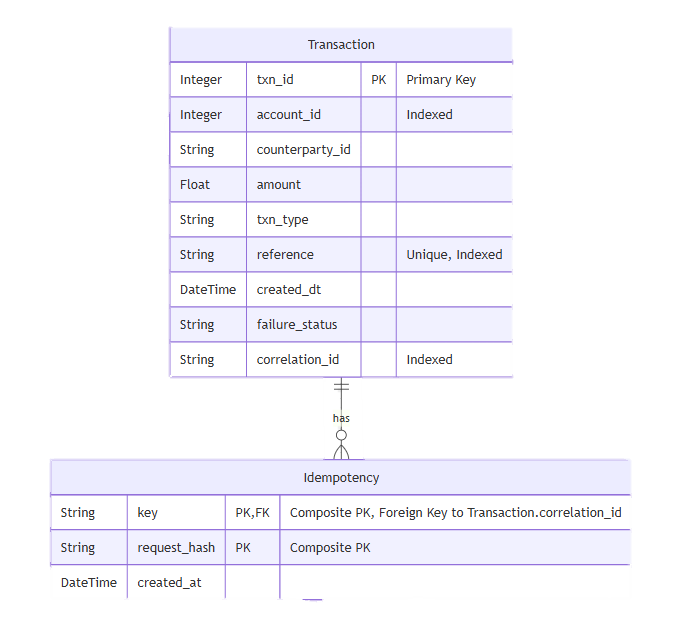 Transaction
Integer txn_id PK Primary Key
Integer account_id Indexed
String counterparty_id
Float amount
String txn_type
String reference Unique, Indexed
DateTime created_dt
String failure_status
String correlation_id Indexed
has
Idempotency
String key PK,FK Composite PK, Foreign Key to Transaction.correlation_id
String request_hash PK Composite PK
DateTime created_at